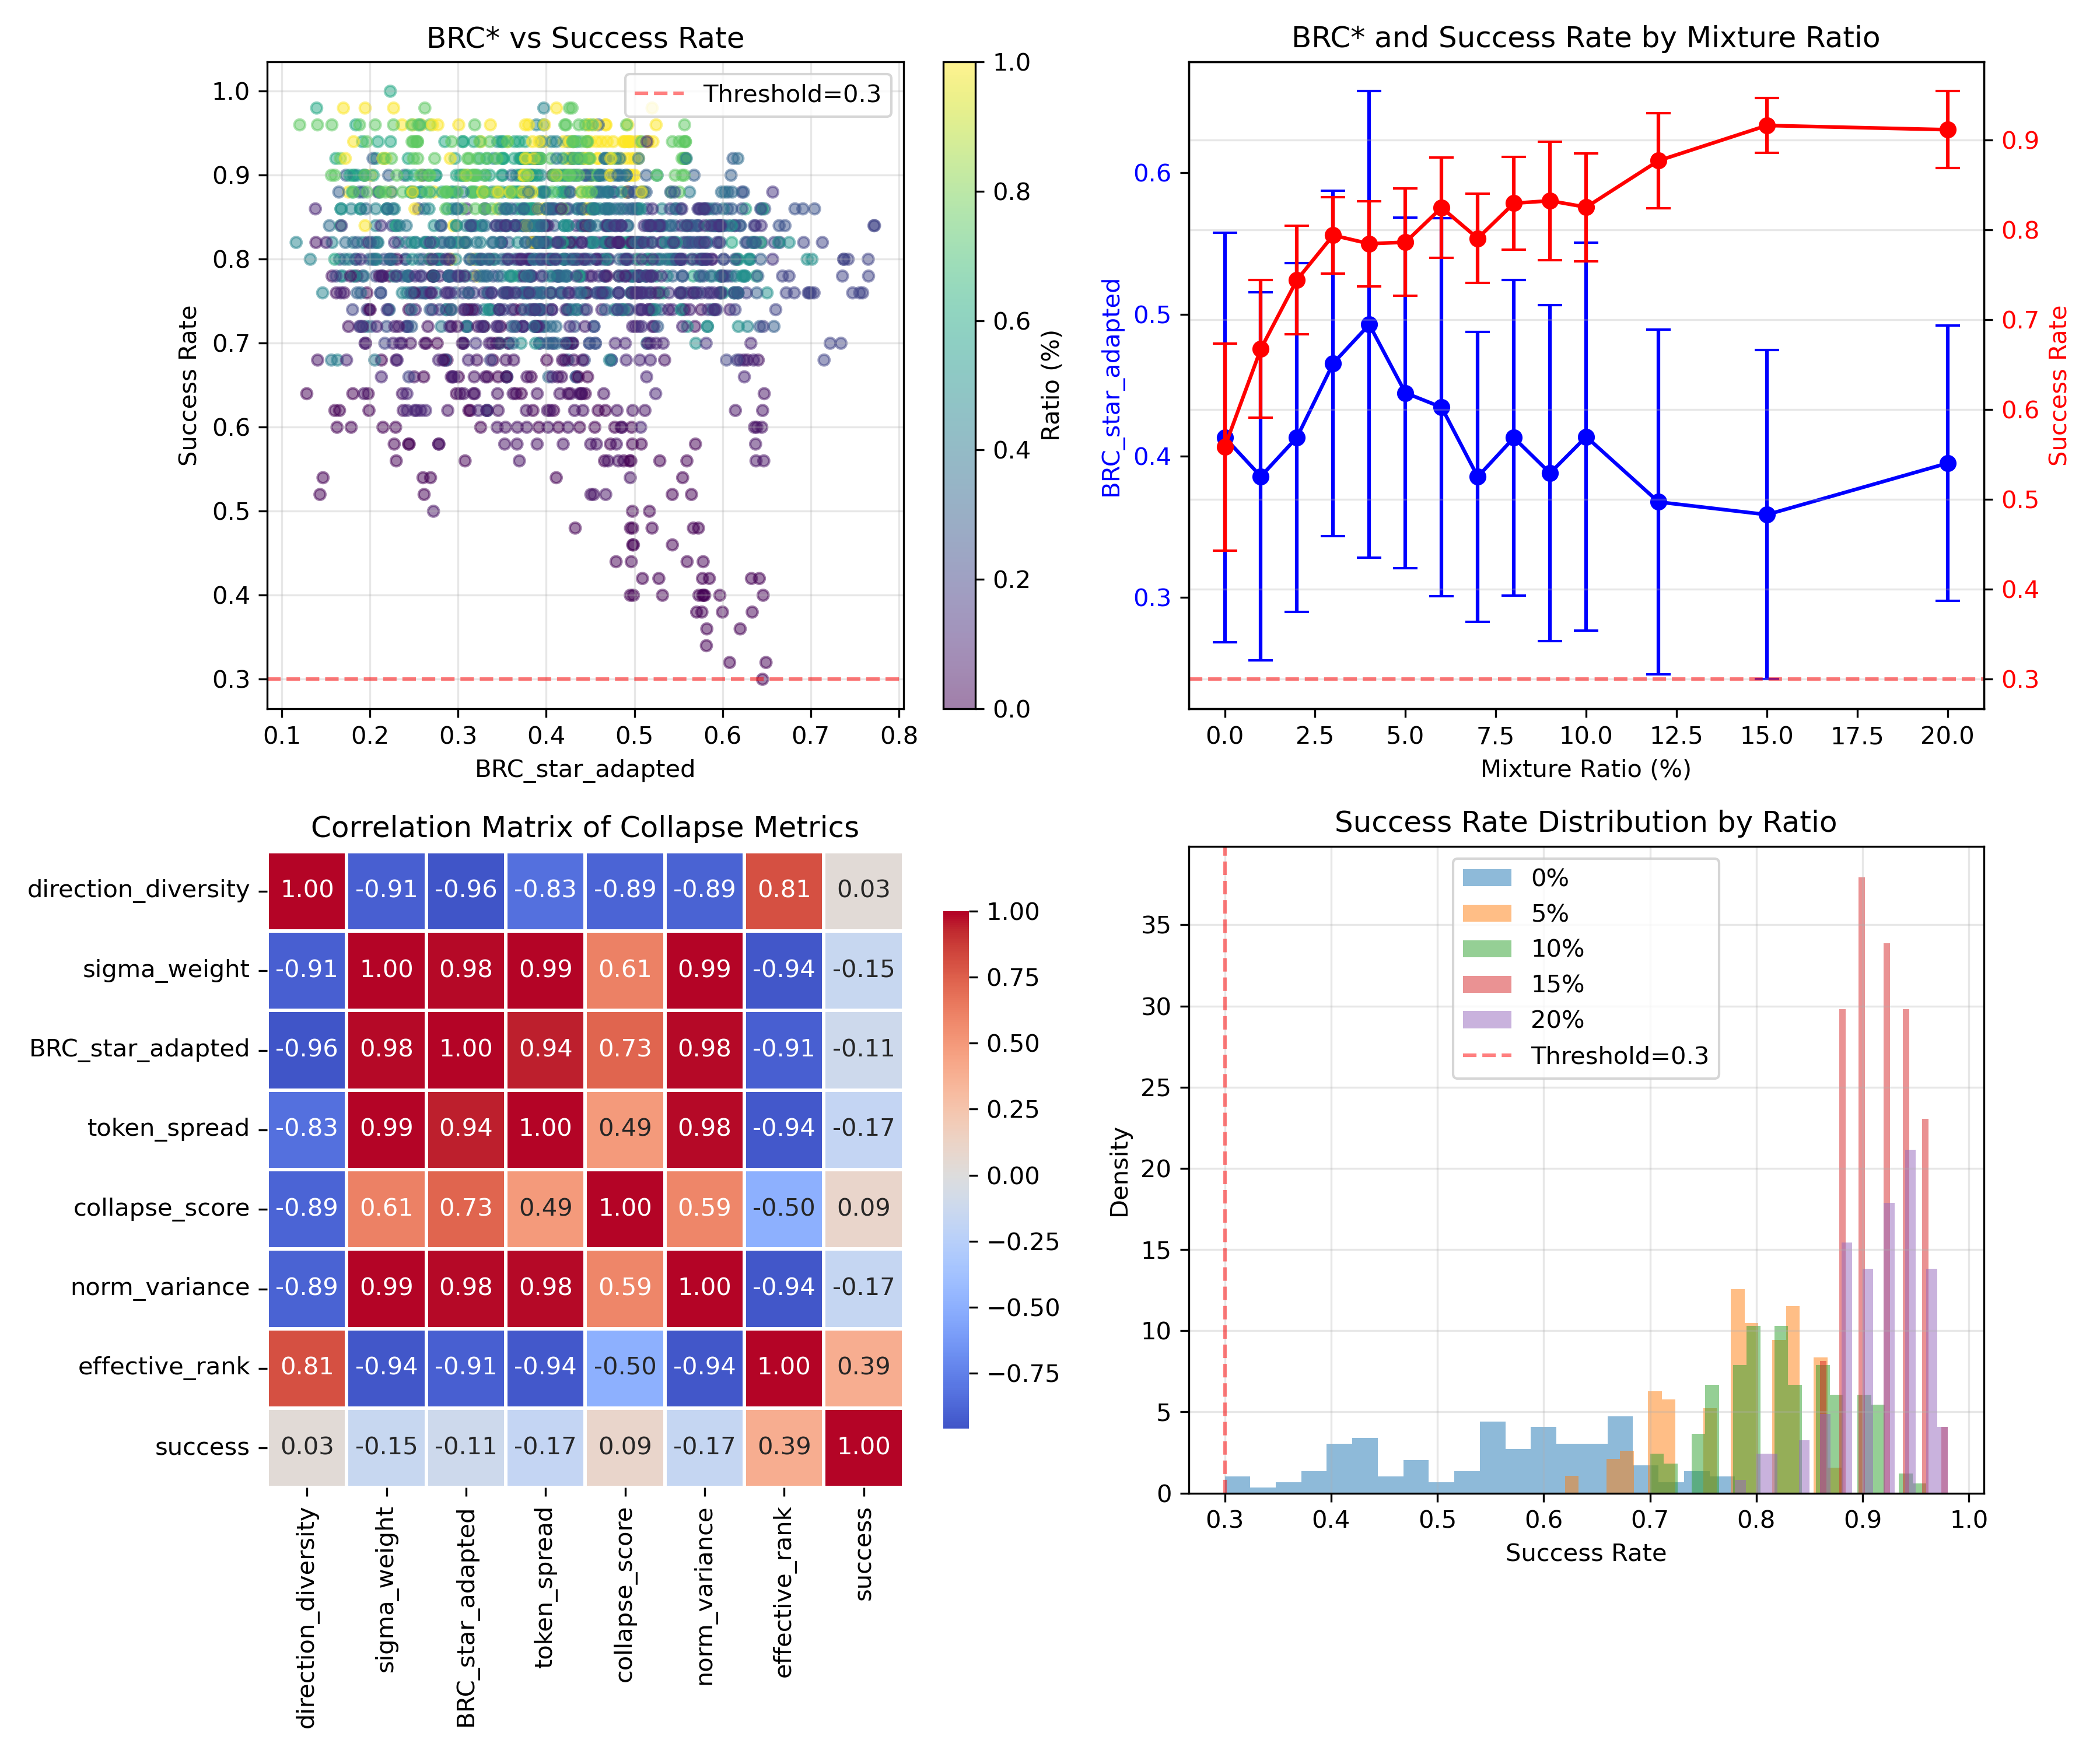 BRC* vs Success Rate
Threshold=0.3
Success Rate
1.0
0.9
0.8
0.7
0.6
0.5
0.4
0.3
0.1
0.2
0.3
0.4
0.5
0.6
0.7
0.8
BRC_star_adapted
1.0
0.8
0.6
0.4
0.2
0.0
Ratio (%)
BRC* and Success Rate by Mixture Ratio
BRC_star_adapted
0.6
0.5
0.4
0.3
0.9
0.8
0.7
0.6
0.5
0.4
0.3
Success Rate
0.0
2.5
5.0
7.5
10.0
12.5
15.0
17.5
20.0
Mixture Ratio (%)
Correlation Matrix of Collapse Metrics
direction_diversity 1.00 -0.91 -0.96 -0.83 -0.89 -0.89 0.81 0.03
sigma_weight -0.91 1.00 0.98 0.99 0.61 0.99 -0.94 -0.15
BRC_star_adapted -0.96 0.98 1.00 0.94 0.73 0.98 -0.91 -0.11
token_spread -0.83 0.99 0.94 1.00 0.49 0.98 -0.94 -0.17
collapse_score -0.89 0.61 0.73 0.49 1.00 0.59 -0.50 0.09
norm_variance -0.89 0.99 0.98 0.98 0.59 1.00 -0.94 -0.17
effective_rank 0.81 -0.94 -0.91 -0.94 -0.50 -0.94 1.00 0.39
success 0.03 -0.15 -0.11 -0.17 0.09 -0.17 0.39 1.00
direction_diversity
sigma_weight
BRC_star_adapted
token_spread
collapse_score
norm_variance
effective_rank
success
1.00
0.75
0.50
0.25
0.00
−0.25
−0.50
−0.75
Success Rate Distribution by Ratio
0%
5%
10%
15%
20%
Threshold=0.3
Density
35
30
25
20
15
10
5
0
0.3
0.4
0.5
0.6
0.7
0.8
0.9
1.0
Success Rate